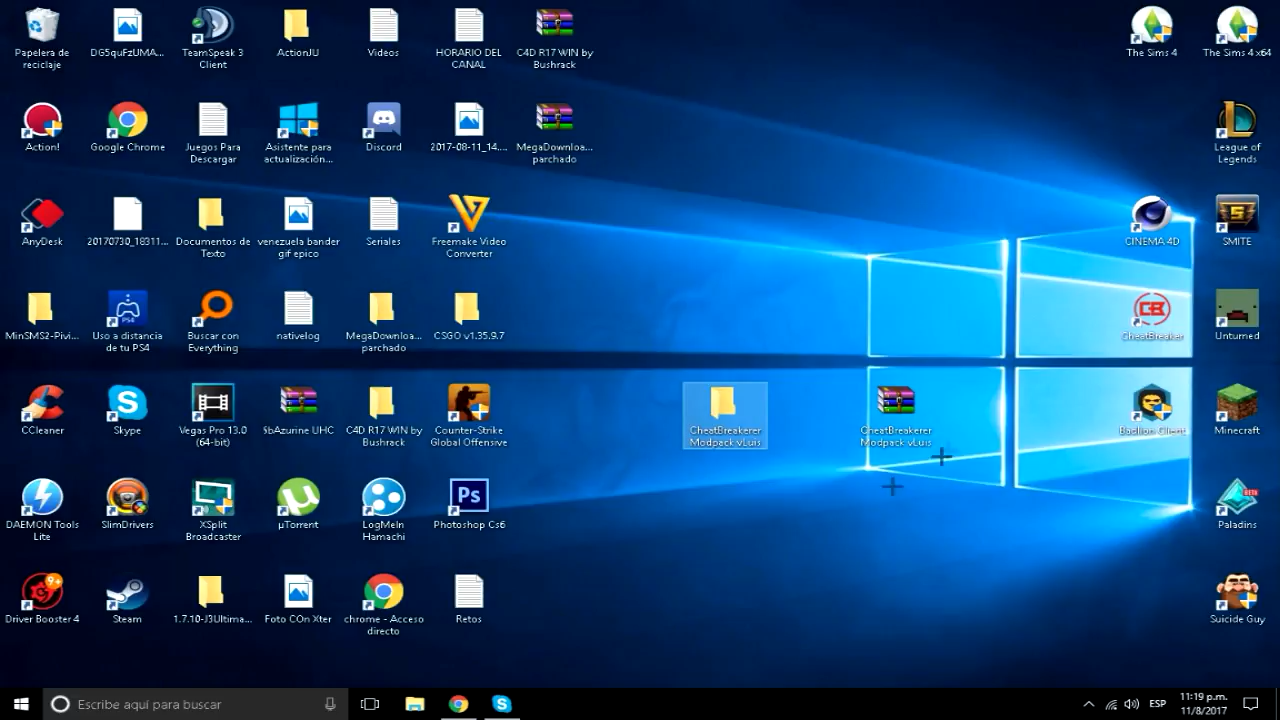 Papelera de
reciclaje
DG5quFzUMA...
TeamSpeak 3
Client
ActionJU
Videos
HORARIO DEL
CANAL
C4D R17 WIN by
Bushrack
The Sims 4
The Sims 4 x64
Action!
Google Chrome
Juegos Para
Descargar
Asistente para
actualización...
Discord
2017-08-11_14....
MegaDownloa...
parchado
League of
Legends
AnyDesk
20170730_18311...
Documentos de
Texto
venezuela bander
gif epico
Seriales
Freemake Video
Converter
CINEMA 4D
SMITE
MinSMS2-Pivi...
PS4
Uso a distancia
de tu PS4
Buscar con
Everything
nativelog
MegaDownloa...
parchado
CSGO v1.35.9.7
CB
CheatBreaker
Unturned
CCleaner
Skype
Vegas Pro 13.0
(64-bit)
$bAzurine UHC
C4D R17 WIN by
Bushrack
Counter-Strike
Global Offensive
CheatBreakerer
Modpack vLuis
CheatBreakerer
Modpack vLuis
Badlion Client
Minecraft
DAEMON Tools
Lite
SlimDrivers
XSplit
Broadcaster
µTorrent
LogMeIn
Hamachi
Ps
Photoshop Cs6
BETA
Paladins
9+
Driver Booster 4
Steam
1.7.10-J3Ultima...
Foto COn Xter
chrome - Acceso
directo
Retos
Suicide Guy
Escribe aquí para buscar
ESP
11:19 p.m.
11/8/2017